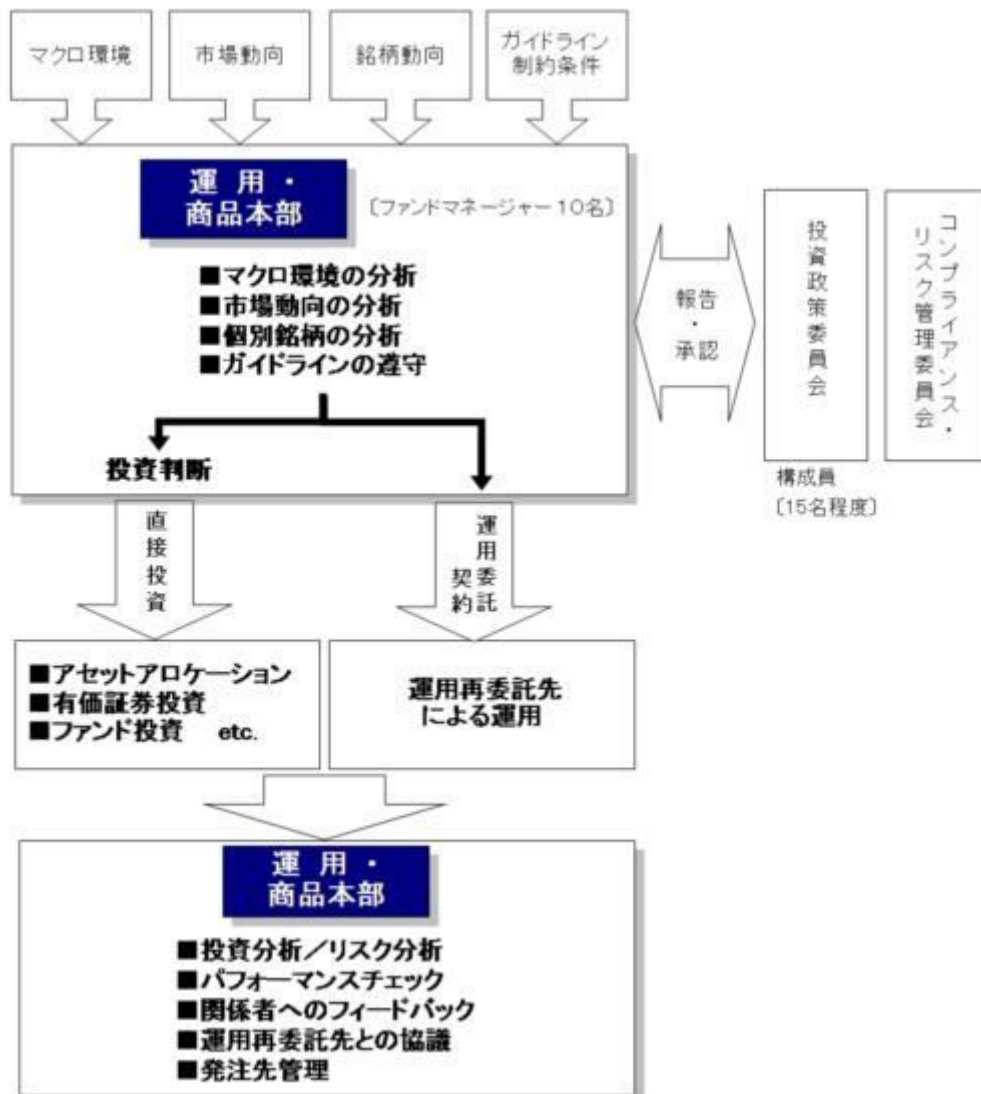 マクロ環境
市場動向
銘柄動向
ガイドライン
制約条件
運 用 ・
商品本部
〔ファンドマネージャー１０名〕
■マクロ環境の分析
■市場動向の分析
■個別銘柄の分析
■ガイドラインの遵守
投資判断
報告
・
承認
投資政策委員会
コンプライアンス・
リスク管理委員会
構成員
〔15名程度〕
直接投資
運用委託
契約
■アセットアロケーション
■有価証券投資
■ファンド投資 etc.
運用再委託先
による運用
運 用 ・
商品本部
■投資分析／リスク分析
■パフォーマンスチェック
■関係者へのフィードバック
■運用再委託先との協議
■発注先管理